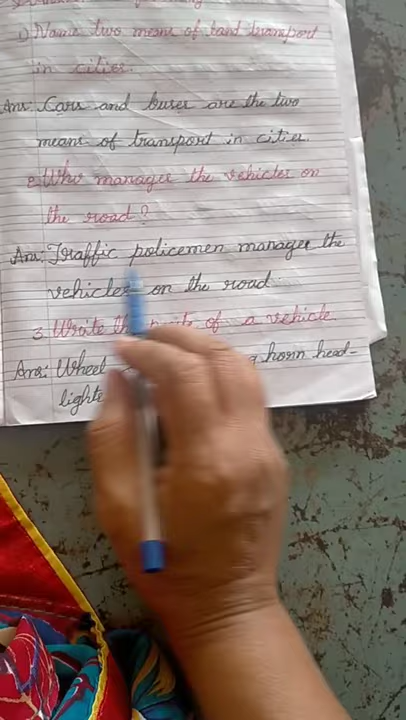 1) Name two means of land transport
in cities.
Ans: Cars and buses are the two
means of transport in cities.
2. Who manages the vehicles on
the road?
Ans: Traffic policemen manages the
vehicles on the road
3. Write the parts of a vehicle
Ans: Wheel horn head-
lights